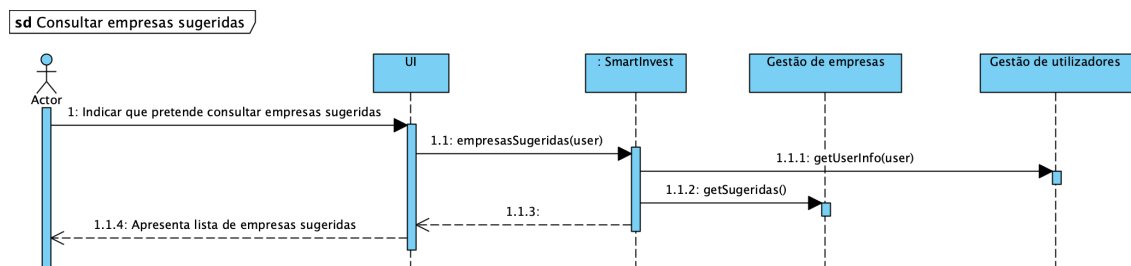 sd Consultar empresas sugeridas
Actor
UI
: SmartInvest
Gestão de empresas
Gestão de utilizadores
1: Indicar que pretende consultar empresas sugeridas
1.1: empresasSugeridas(user)
1.1.1: getUserInfo(user)
1.1.2: getSugeridas()
1.1.3:
1.1.4: Apresenta lista de empresas sugeridas